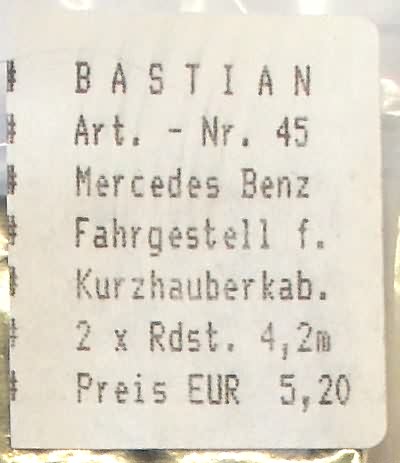 # B A S T I A N
# Art. - Nr. 45
# Mercedes Benz
# Fahrgestell f.
# Kurzhauberkab.
# 2 x Rdst. 4,2m
# Preis EUR 5,20